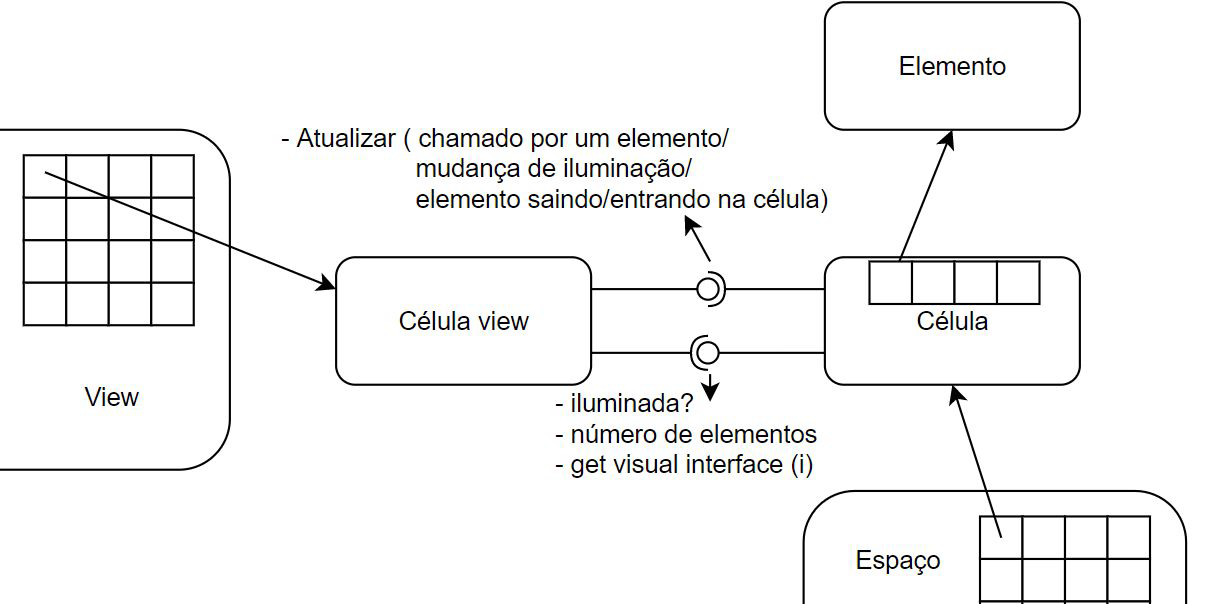 Elemento
- Atualizar ( chamado por um elemento/
mudança de iluminação/
elemento saindo/entrando na célula)
Célula view
Célula
View
- iluminada?
- número de elementos
- get visual interface (i)
Espaço